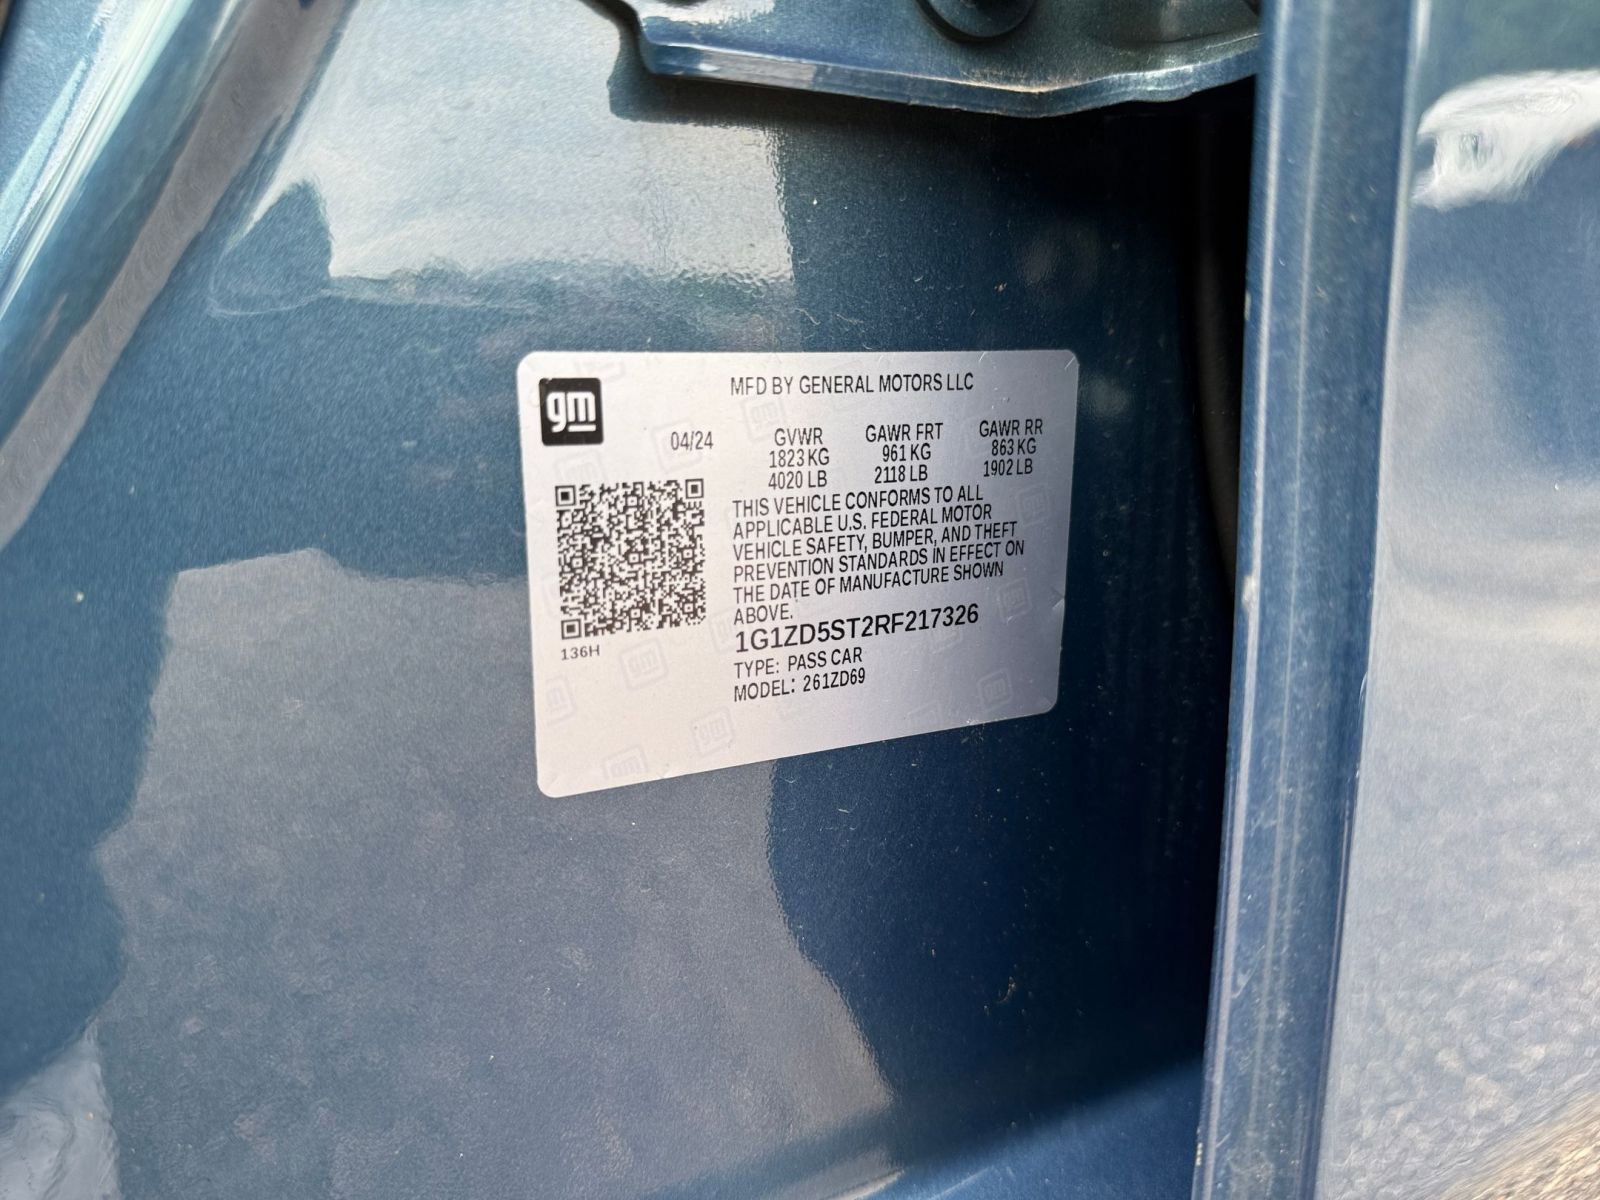 gm
MFD BY GENERAL MOTORS LLC
04/24 GVWR GAWR FRT GAWR RR
1823 KG 961 KG 863 KG
4020 LB 2118 LB 1902 LB
THIS VEHICLE CONFORMS TO ALL
APPLICABLE U.S. FEDERAL MOTOR
VEHICLE SAFETY, BUMPER, AND THEFT
PREVENTION STANDARDS IN EFFECT ON
THE DATE OF MANUFACTURE SHOWN
ABOVE.
1G1ZD5ST2RF217326
136H
TYPE: PASS CAR
MODEL: 261ZD69